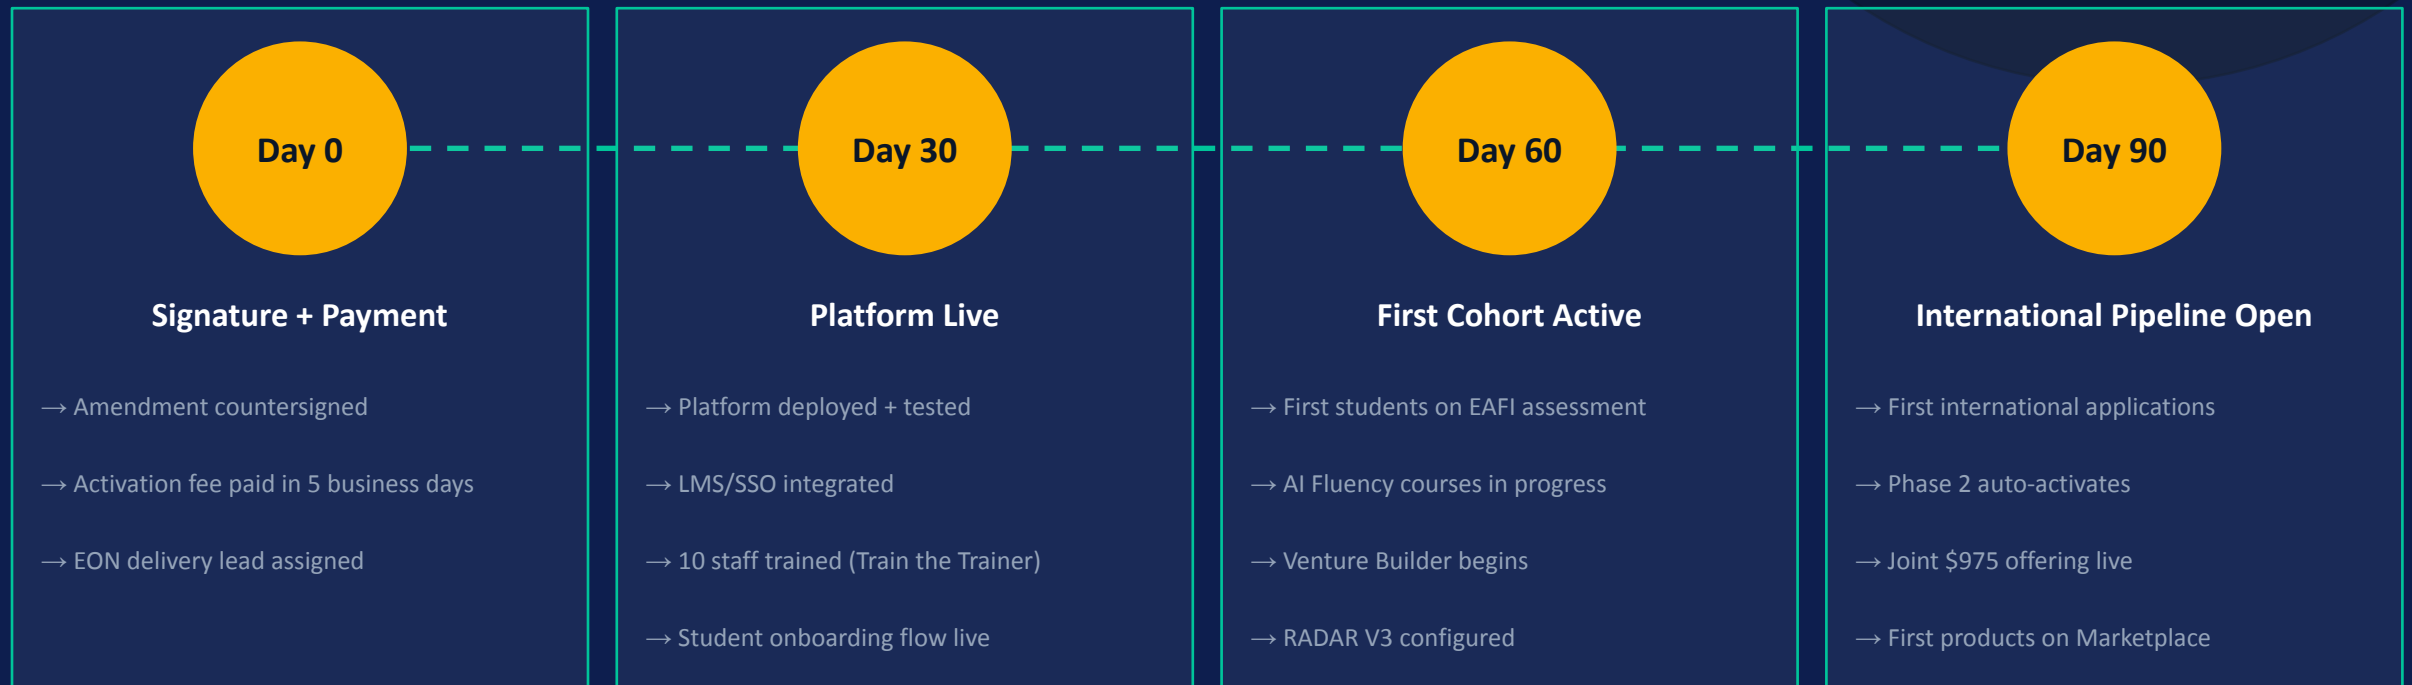 Day 0
Signature + Payment
→ Amendment countersigned
→ Activation fee paid in 5 business days
→ EON delivery lead assigned
Day 30
Platform Live
→ Platform deployed + tested
→ LMS/SSO integrated
→ 10 staff trained (Train the Trainer)
→ Student onboarding flow live
Day 60
First Cohort Active
→ First students on EAFI assessment
→ AI Fluency courses in progress
→ Venture Builder begins
→ RADAR V3 configured
Day 90
International Pipeline Open
→ First international applications
→ Phase 2 auto-activates
→ Joint $975 offering live
→ First products on Marketplace